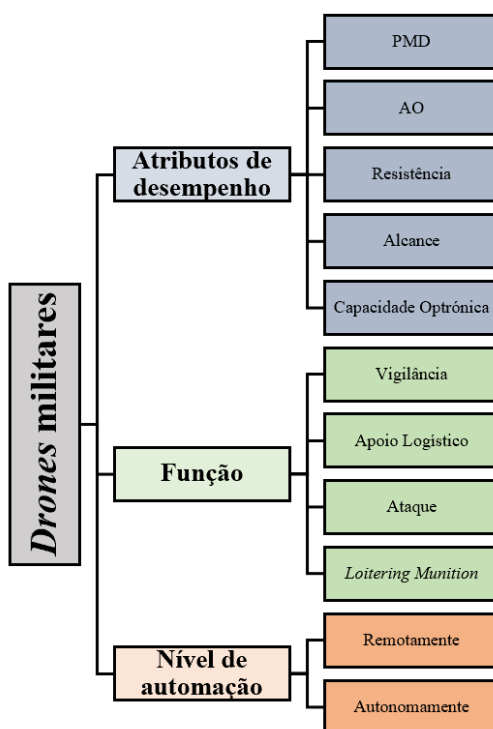 Drones militares
Atributos de
desempenho
PMD
AO
Resistência
Alcance
Capacidade Optrónica
Função
Vigilância
Apoio Logístico
Ataque
Loitering Munition
Nível de
automação
Remotamente
Autonomamente